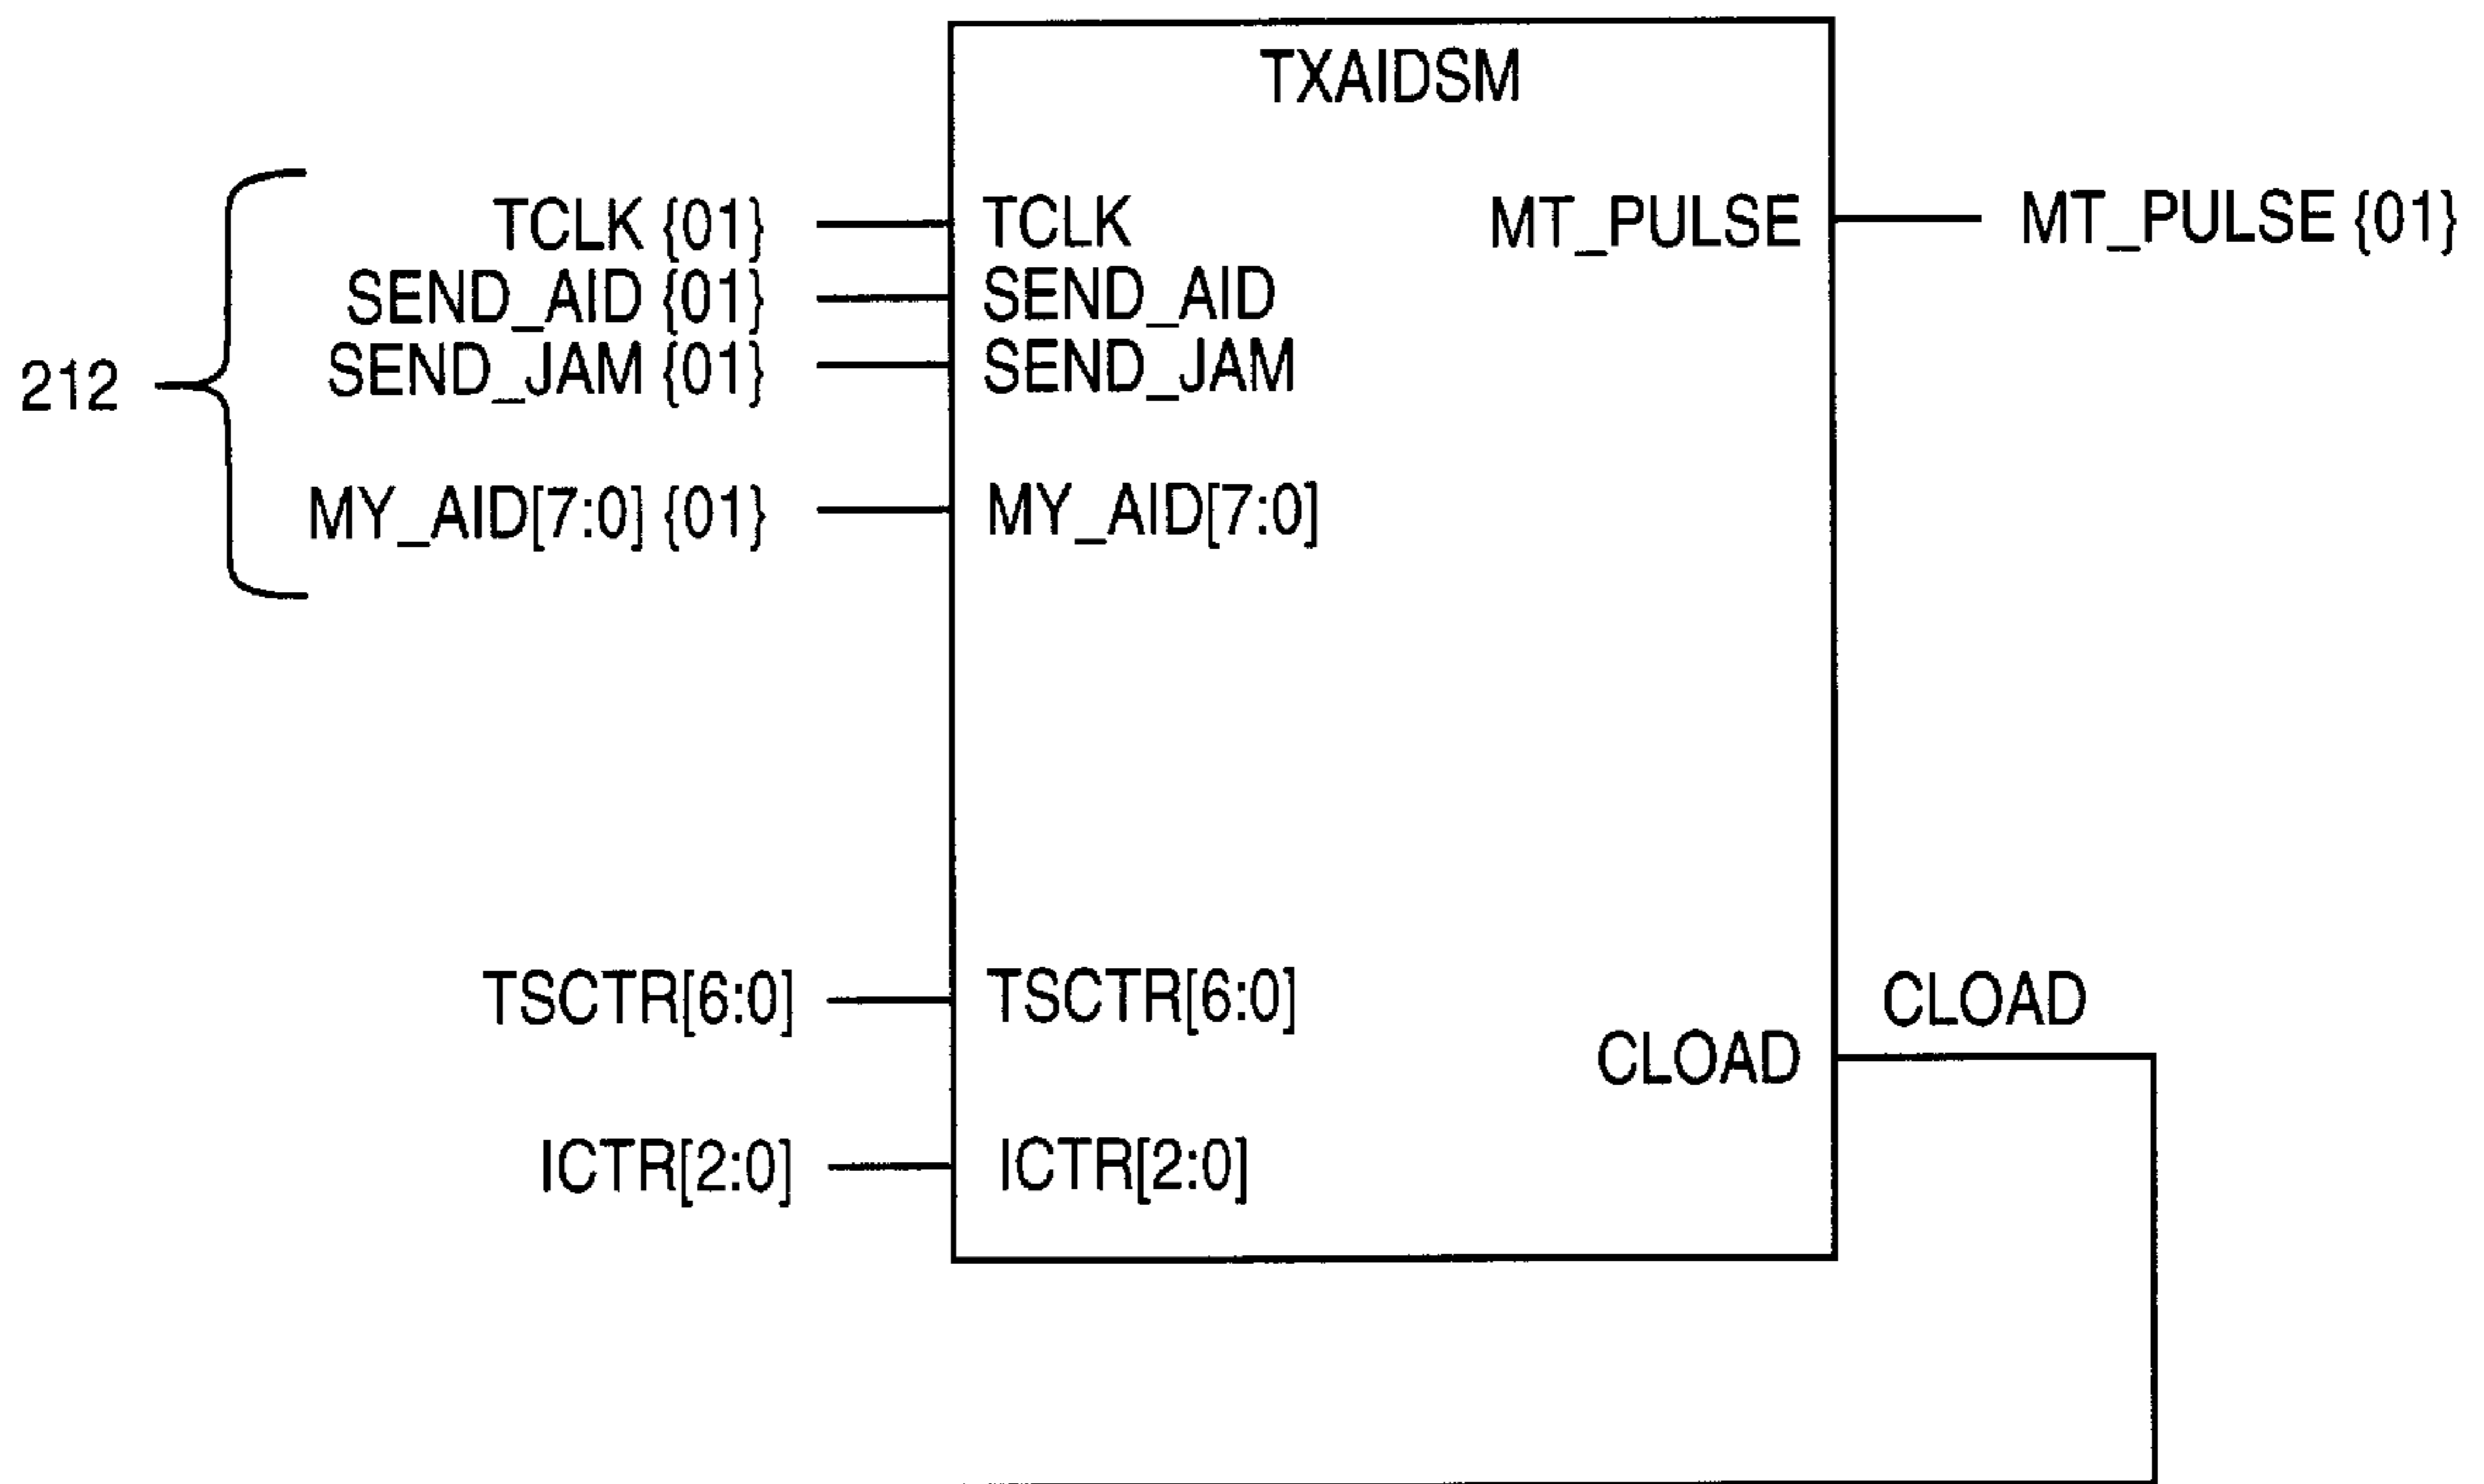 TXAIDSM
TCLK {01} TCLK MT_PULSE MT_PULSE {01}
SEND_AID {01} SEND_AID
SEND_JAM {01} SEND_JAM
212
MY_AID[7:0] {01} MY_AID[7:0]
TSCTR[6:0] TSCTR[6:0] CLOAD
CLOAD
ICTR[2:0] ICTR[2:0]